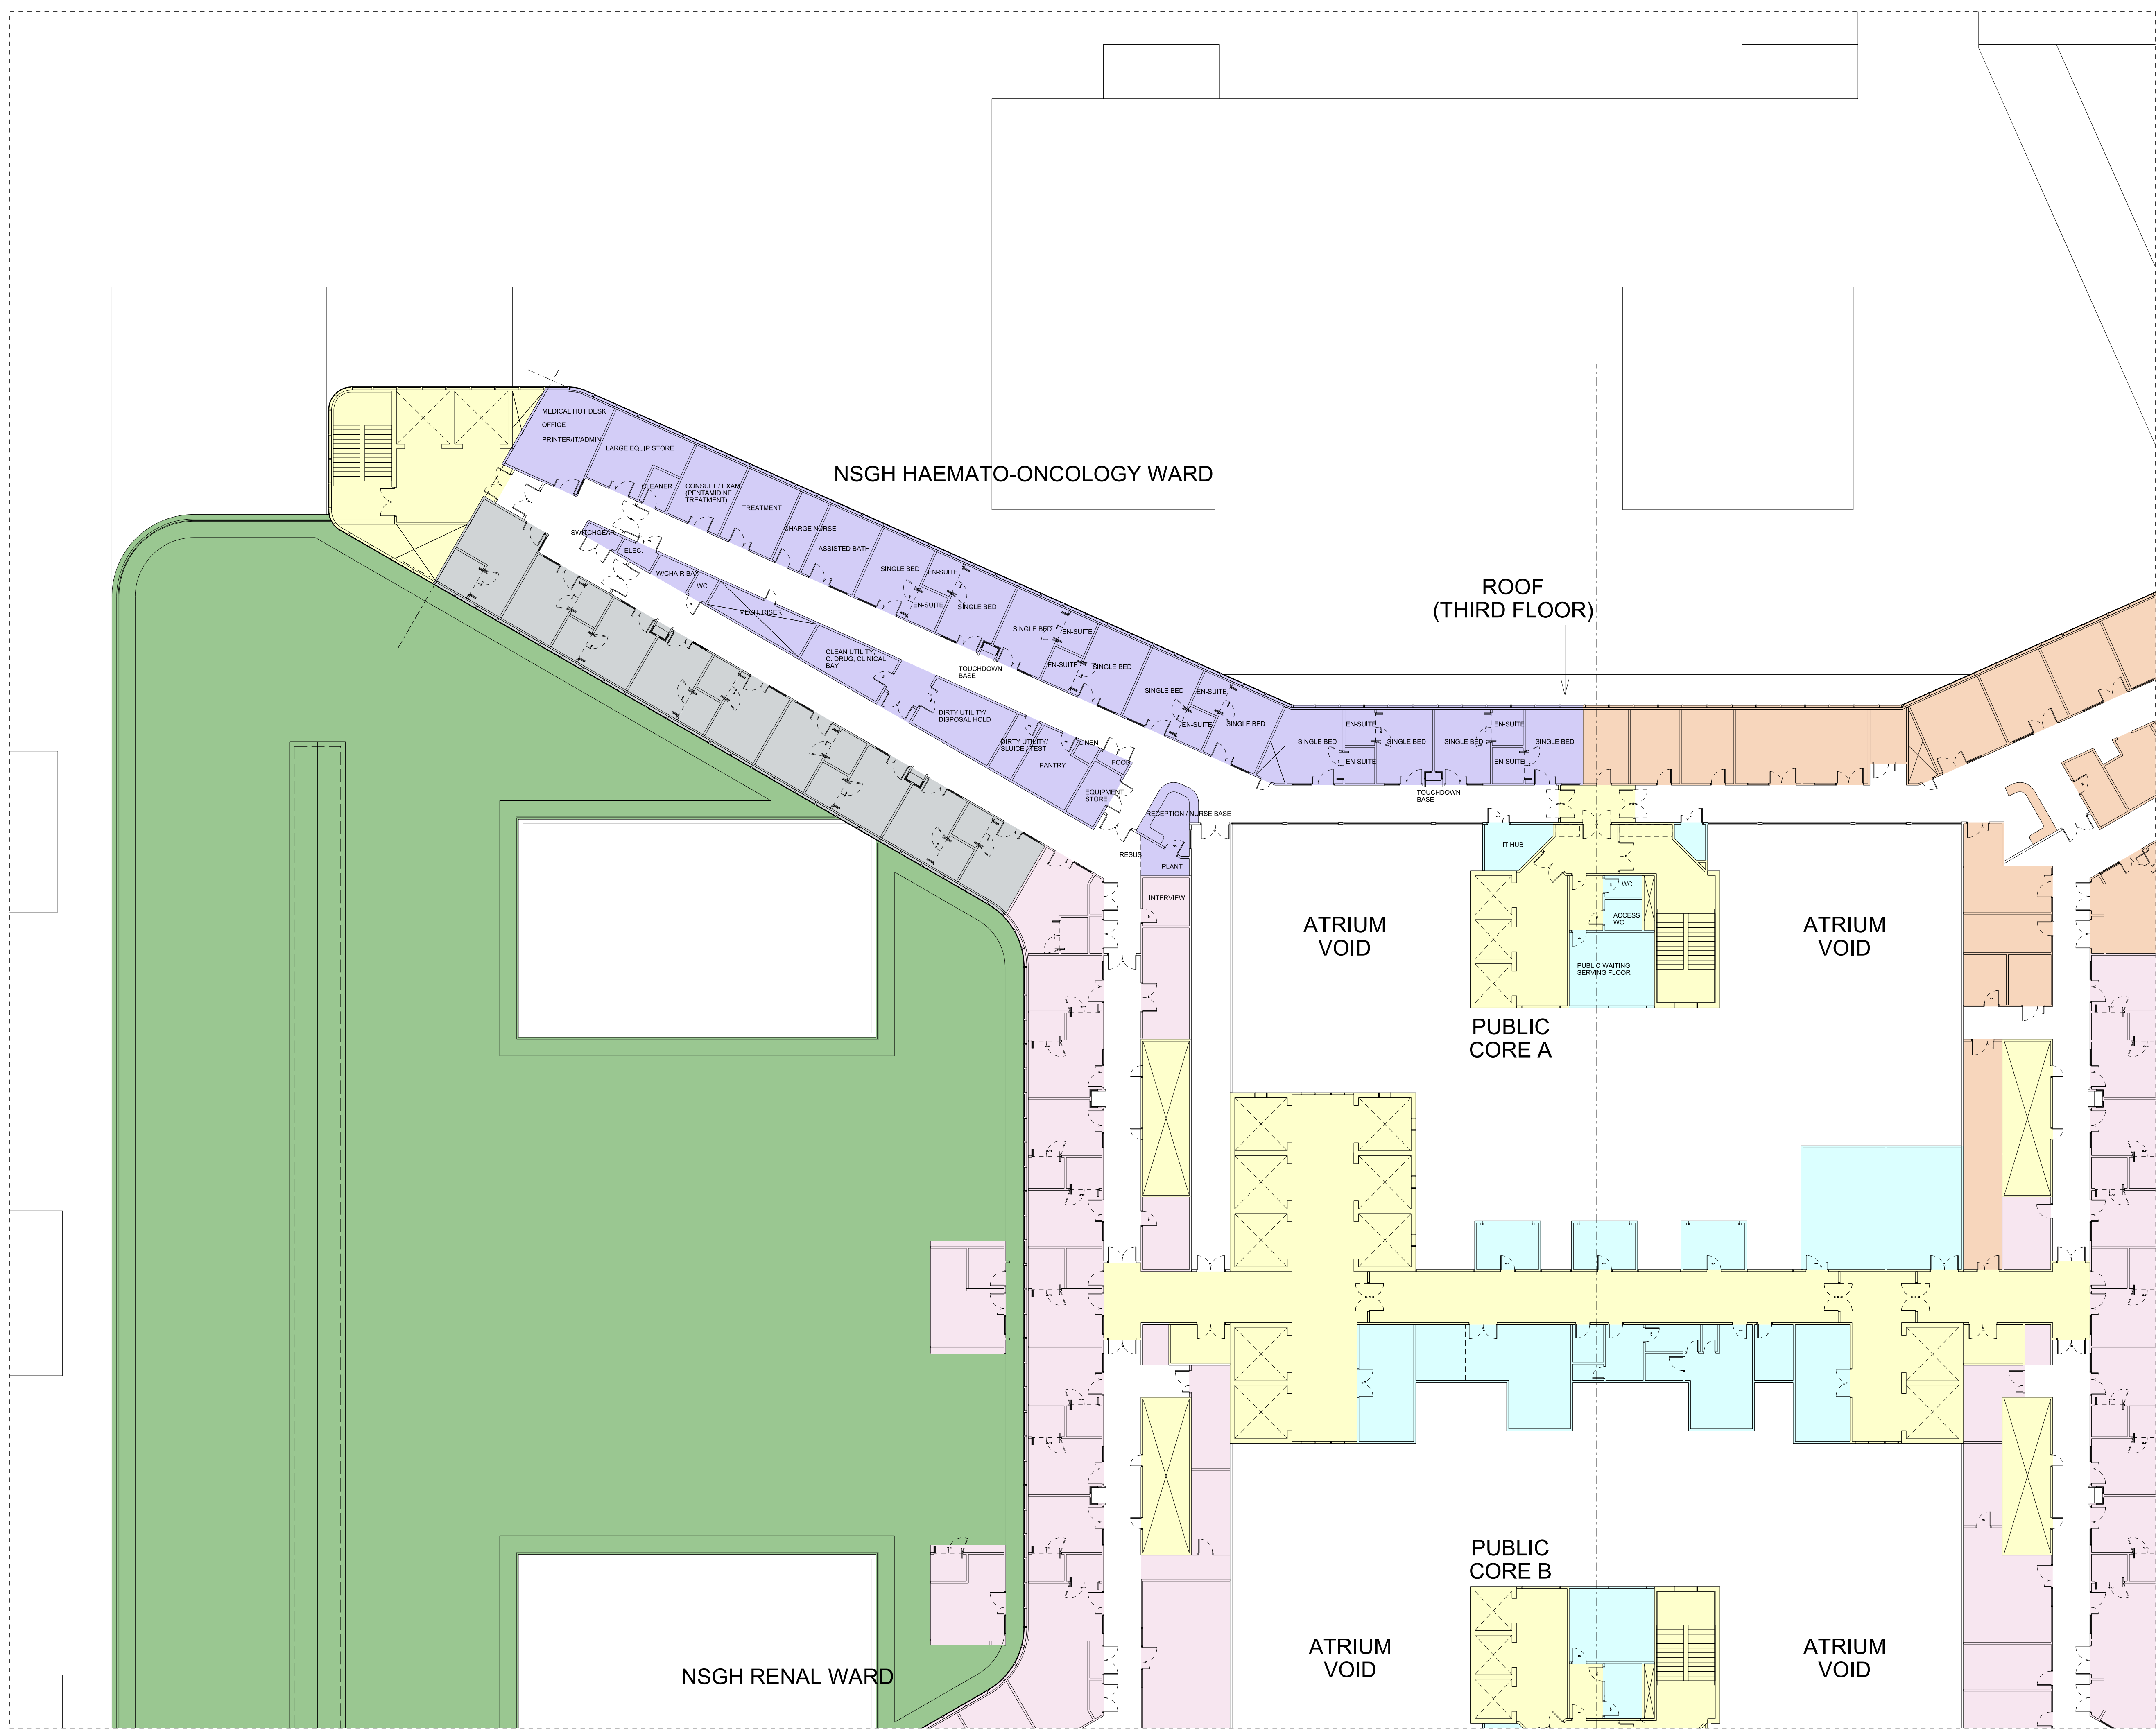 MEDICAL HOT DESK
OFFICE
PRINTER/IT/ADMIN
LARGE EQUIP STORE
NSGH HAEMATO-ONCOLOGY WARD
CLEANER
CONSULT / EXAM
(PENTAMIDINE
TREATMENT)
TREATMENT
CHARGE NURSE
SWITCHGEAR
ELEC.
ASSISTED BATH
W/CHAIR BAY
WC
SINGLE BED
EN-SUITE
EN-SUITE
SINGLE BED
MECH. RISER
SINGLE BED
EN-SUITE
ROOF
(THIRD FLOOR)
CLEAN UTILITY,
C, DRUG, CLINICAL
BAY
TOUCHDOWN
BASE
EN-SUITE
SINGLE BED
SINGLE BED
EN-SUITE
EN-SUITE
SINGLE BED
DIRTY UTILITY/
DISPOSAL HOLD
DIRTY UTILITY/
SLUICE / TEST
LINEN
PANTRY
FOOD
EQUIPMENT
STORE
EN-SUITE
EN-SUITE
SINGLE BED
SINGLE BED
SINGLE BED
SINGLE BED
EN-SUITE
EN-SUITE
TOUCHDOWN
BASE
RECEPTION / NURSE BASE
RESUS
PLANT
INTERVIEW
IT HUB
WC
ACCESS
WC
PUBLIC WAITING
SERVING FLOOR
ATRIUM
VOID
ATRIUM
VOID
PUBLIC
CORE A
PUBLIC
CORE B
ATRIUM
VOID
ATRIUM
VOID
NSGH RENAL WARD